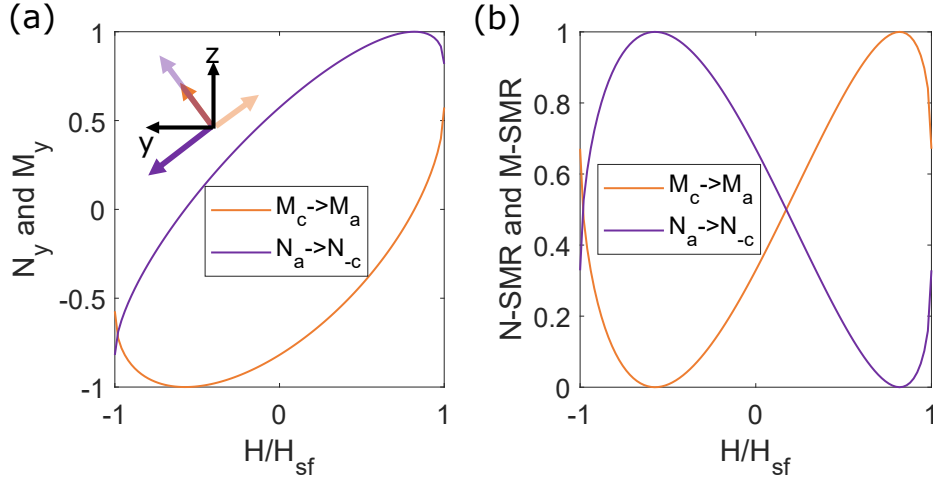 (a)
N_y and M_y
1
0.5
0
-0.5
-1
z
y
M_c->M_a
N_a->N_-c
-1
0
1
H/H_sf
(b)
N-SMR and M-SMR
1
0.8
0.6
0.4
0.2
0
M_c->M_a
N_a->N_-c
-1
0
1
H/H_sf